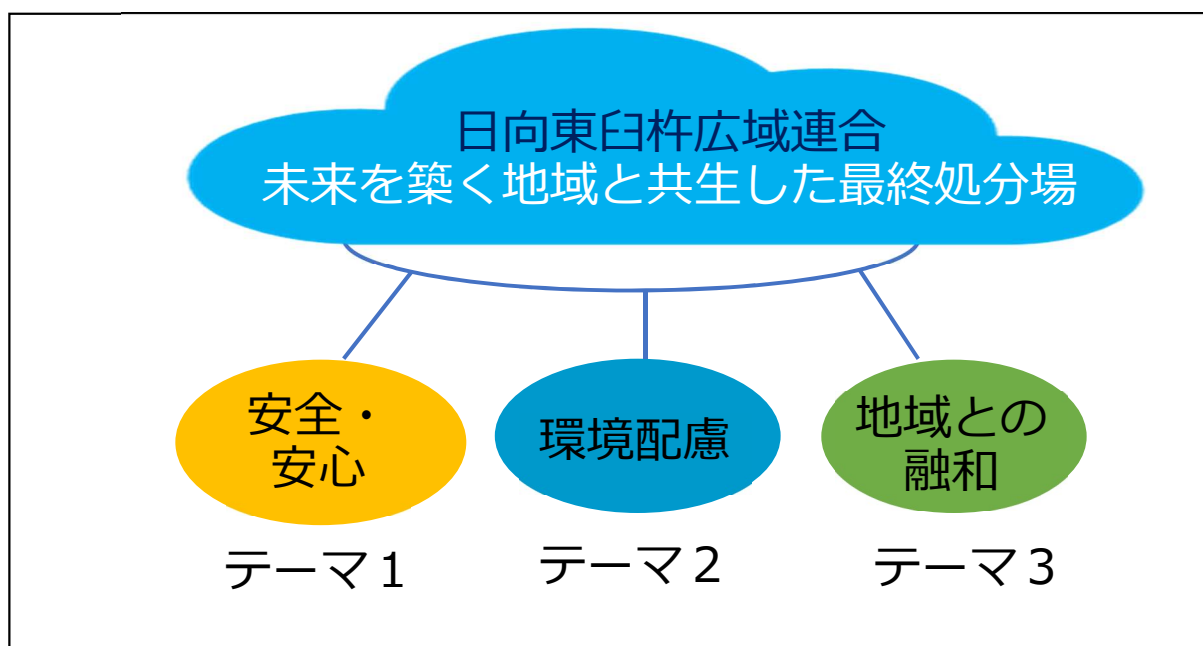 日向東臼杵広域連合
未来を築く地域と共生した最終処分場
安全・
安心
環境配慮
地域との
融和
テーマ１
テーマ２
テーマ３